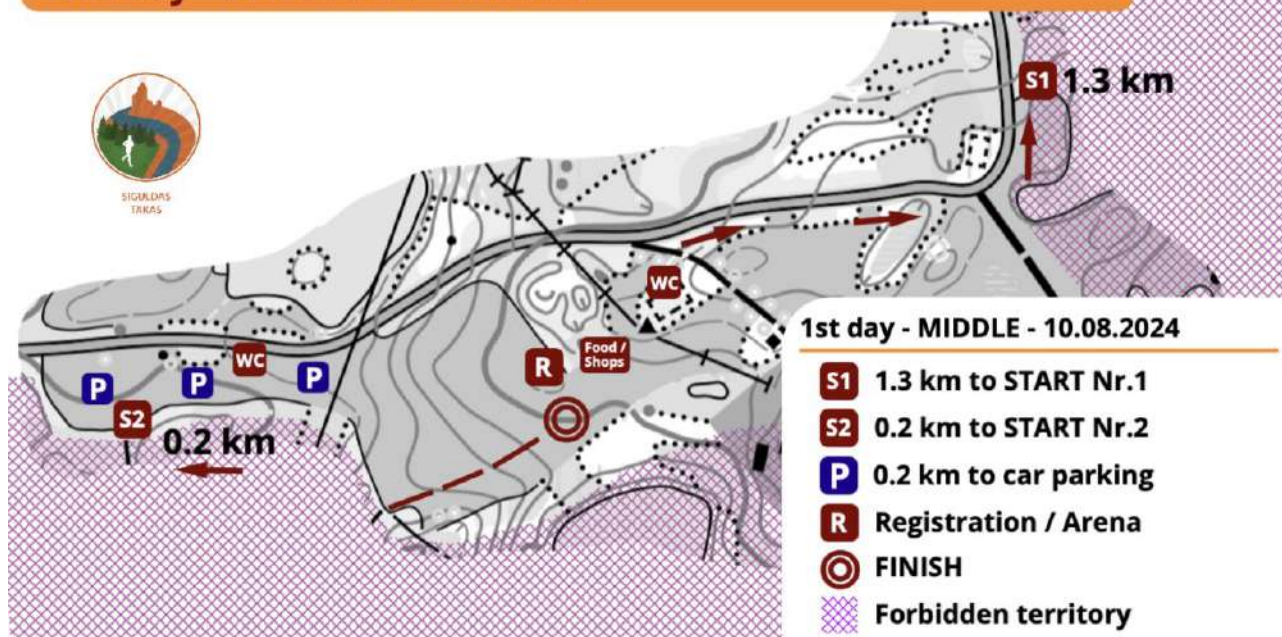 S1 1.3 km
SIGULDAS
TAKAS
WC
Food /
Shops
R
WC
P
P
P
S2
0.2 km
1st day - MIDDLE - 10.08.2024
S1 1.3 km to START Nr.1
S2 0.2 km to START Nr.2
P 0.2 km to car parking
R Registration / Arena
FINISH
Forbidden territory